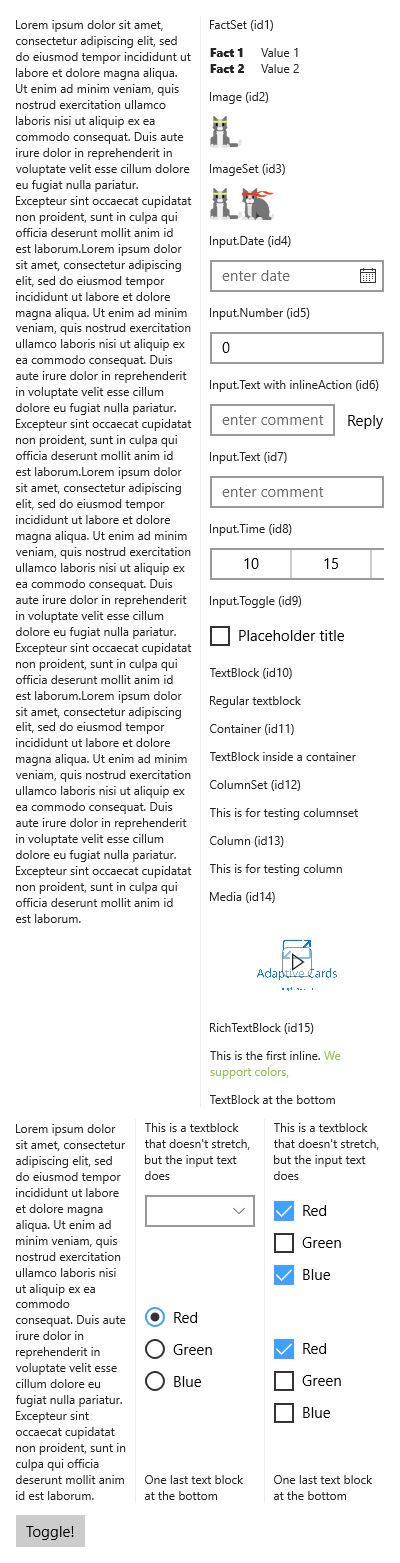 Lorem ipsum dolor sit amet,
consectetur adipiscing elit, sed
do eiusmod tempor incididunt ut
labore et dolore magna aliqua.
Ut enim ad minim veniam, quis
nostrud exercitation ullamco
laboris nisi ut aliquip ex ea
commodo consequat. Duis aute
irure dolor in reprehenderit in
voluptate velit esse cillum dolore
eu fugiat nulla pariatur.
Excepteur sint occaecat cupidatat
non proident, sunt in culpa qui
officia deserunt mollit anim id
est laborum.Lorem ipsum dolor
sit amet, consectetur adipiscing
elit, sed do eiusmod tempor
incididunt ut labore et dolore
magna aliqua. Ut enim ad minim
veniam, quis nostrud exercitation
ullamco laboris nisi ut aliquip ex
ea commodo consequat. Duis
aute irure dolor in reprehenderit
in voluptate velit esse cillum
dolore eu fugiat nulla pariatur.
Excepteur sint occaecat cupidatat
non proident, sunt in culpa qui
officia deserunt mollit anim id
est laborum.Lorem ipsum dolor
sit amet, consectetur adipiscing
elit, sed do eiusmod tempor
incididunt ut labore et dolore
magna aliqua. Ut enim ad minim
veniam, quis nostrud exercitation
ullamco laboris nisi ut aliquip ex
ea commodo consequat. Duis
aute irure dolor in reprehenderit
in voluptate velit esse cillum
dolore eu fugiat nulla pariatur.
Excepteur sint occaecat cupidatat
non proident, sunt in culpa qui
officia deserunt mollit anim id
est laborum.Lorem ipsum dolor
sit amet, consectetur adipiscing
elit, sed do eiusmod tempor
incididunt ut labore et dolore
magna aliqua. Ut enim ad minim
veniam, quis nostrud exercitation
ullamco laboris nisi ut aliquip ex
ea commodo consequat. Duis
aute irure dolor in reprehenderit
in voluptate velit esse cillum
dolore eu fugiat nulla pariatur.
Excepteur sint occaecat cupidatat
non proident, sunt in culpa qui
officia deserunt mollit anim id
est laborum.
FactSet (id1)
Fact 1 Value 1
Fact 2 Value 2
Image (id2)
ImageSet (id3)
Input.Date (id4)
enter date
Input.Number (id5)
0
Input.Text with inlineAction (id6)
enter comment Reply
Input.Text (id7)
enter comment
Input.Time (id8)
10 15
Input.Toggle (id9)
Placeholder title
TextBlock (id10)
Regular textblock
Container (id11)
TextBlock inside a container
ColumnSet (id12)
This is for testing columnset
Column (id13)
This is for testing column
Media (id14)
Adaptive Cards
RichTextBlock (id15)
This is the first inline. We
support colors,
TextBlock at the bottom
Lorem ipsum dolor
sit amet, consectetur
adipiscing elit, sed
do eiusmod tempor
incididunt ut labore
et dolore magna
aliqua. Ut enim ad
minim veniam, quis
nostrud exercitation
ullamco laboris nisi
ut aliquip ex ea
commodo
consequat. Duis aute
irure dolor in
reprehenderit in
voluptate velit esse
cillum dolore eu
fugiat nulla pariatur.
Excepteur sint
occaecat cupidatat
non proident, sunt in
culpa qui officia
deserunt mollit anim
id est laborum.
This is a textblock
that doesn't stretch,
but the input text
does
Red
Green
Blue
One last text block
at the bottom
This is a textblock
that doesn't stretch,
but the input text
does
Red
Green
Blue
Red
Green
Blue
One last text block
at the bottom
Toggle!